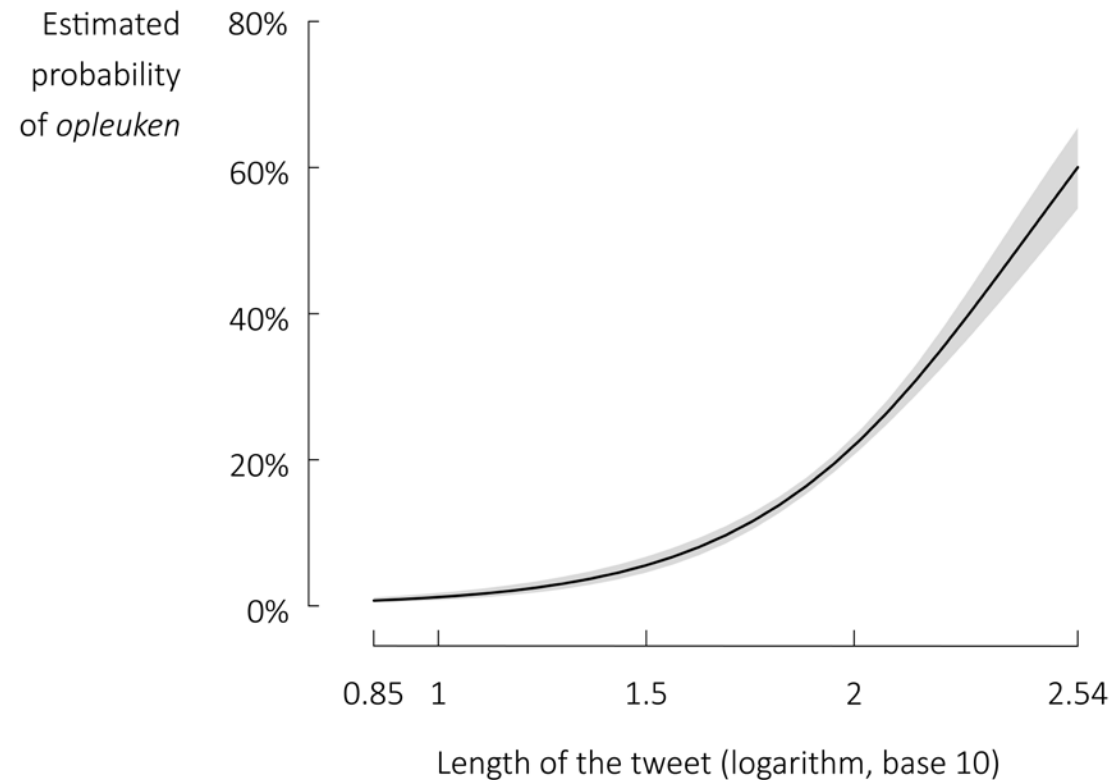 Estimated
probability
of opleuken
80%
60%
40%
20%
0%
0.85 1 1.5 2 2.54
Length of the tweet (logarithm, base 10)